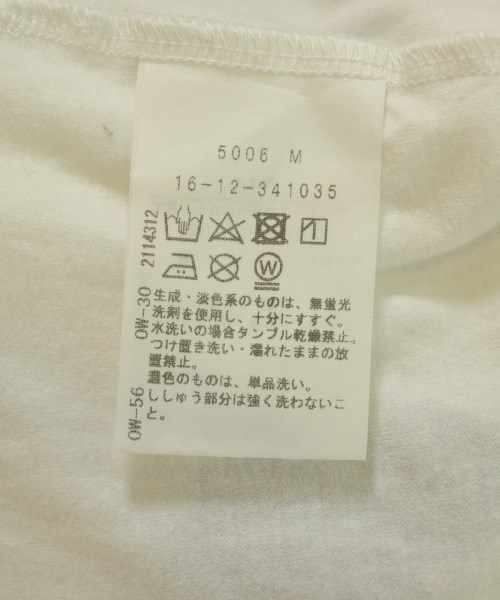 5006 M
16-12-341035
W
生成・淡色系のものは、無蛍光
洗剤を使用し、十分にすすぐ。
水洗いの場合タンブル乾燥禁止。
つけ置き洗い・濡れたままの放
置禁止。
濃色のものは、単品洗い。
ししゅう部分は強く洗わないこ
と。
OW-56 OW-30 2114312